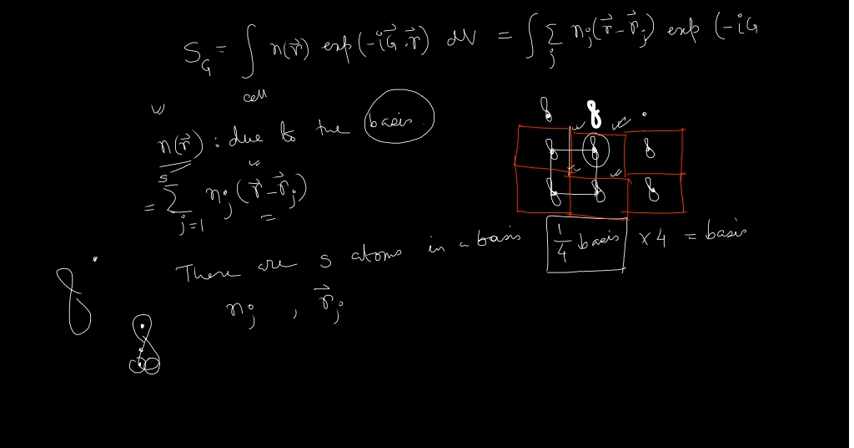 S_G = ∫_cell n(r⃗) exp(-iG⃗·r⃗) dV = ∫ Σ_j n_j(r⃗-r⃗_j) exp(-iG
n(r⃗) : due to the basis.
= Σ_{j=1}^{s} n_j(r⃗-r⃗_j)
There are s atoms in a basis
1/4 basis × 4 = basis
n_j , r⃗_j